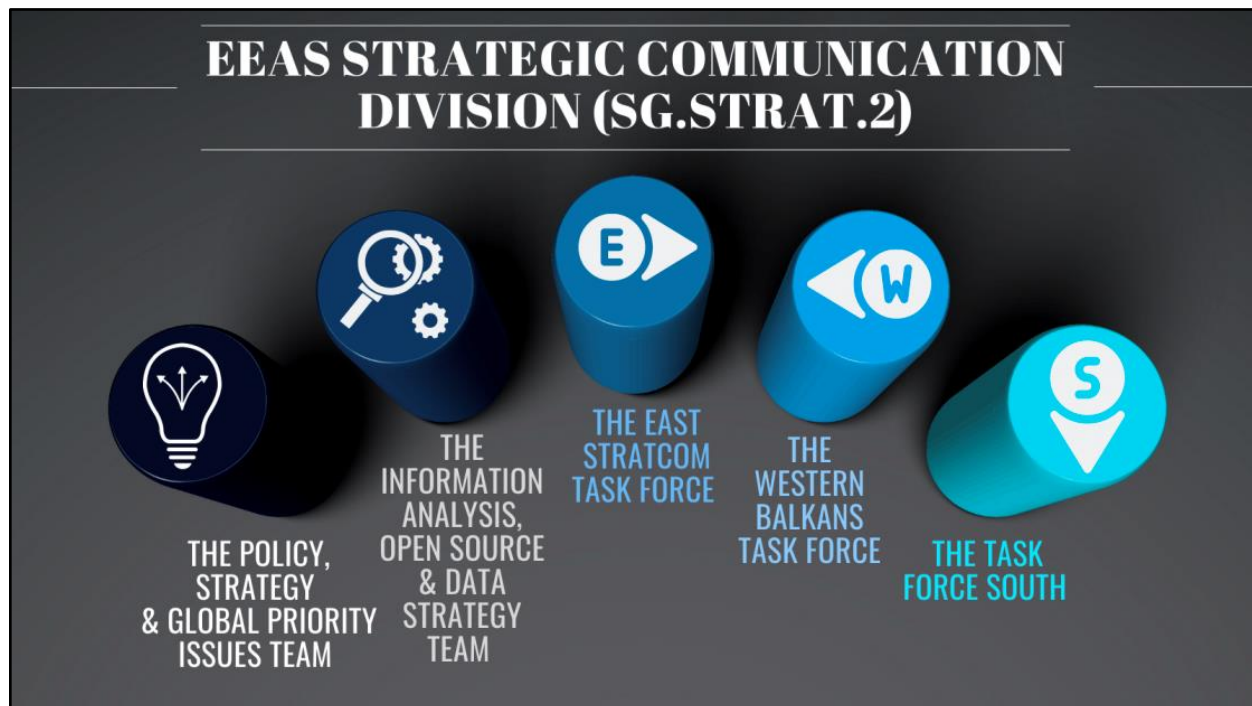 EEAS STRATEGIC COMMUNICATION
DIVISION (SG.STRAT.2)
E
W
S
THE POLICY,
STRATEGY
& GLOBAL PRIORITY
ISSUES TEAM
THE
INFORMATION
ANALYSIS,
OPEN SOURCE
& DATA
STRATEGY
TEAM
THE EAST
STRATCOM
TASK FORCE
THE
WESTERN
BALKANS
TASK FORCE
THE TASK
FORCE SOUTH